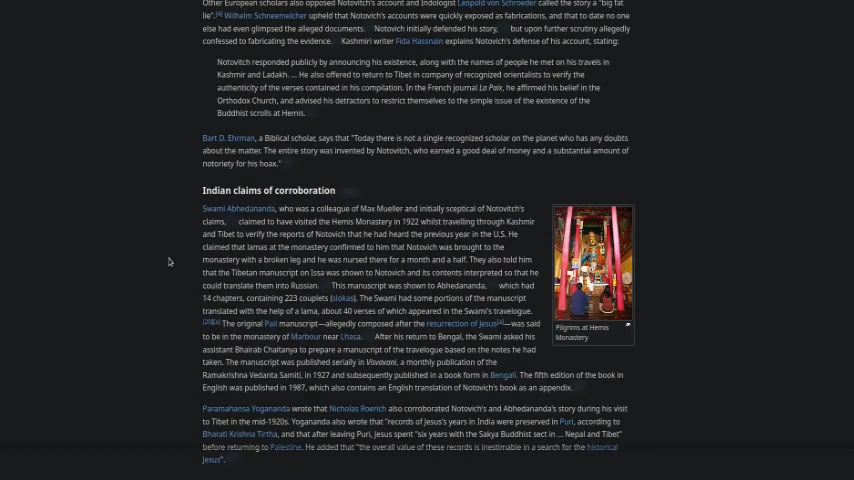 Other European scholars also opposed Notovitch's account and Indologist Leopold von Schroeder called the story a "big fat
lie".[4] Wilhelm Schneemelcher upheld that Notovich's accounts were quickly exposed as fabrications, and that to date no one
else had even glimpsed the alleged documents. Notovich initially defended his story, but upon further scrutiny allegedly
confessed to fabricating the evidence. Kashmiri writer Fida Hassnain explains Notovich's defense of his account, stating:
Notovitch responded publicly by announcing his existence, along with the names of people he met on his travels in
Kashmir and Ladakh. ... He also offered to return to Tibet in company of recognized orientalists to verify the
authenticity of the verses contained in his compilation. In the French journal La Paix, he affirmed his belief in the
Orthodox Church, and advised his detractors to restrict themselves to the simple issue of the existence of the
Buddhist scrolls at Hemis.
Bart D. Ehrman, a Biblical scholar, says that "Today there is not a single recognized scholar on the planet who has any doubts
about the matter. The entire story was invented by Notovitch, who earned a good deal of money and a substantial amount of
notoriety for his hoax."
Indian claims of corroboration
Swami Abhedananda, who was a colleague of Max Mueller and initially sceptical of Notovitch's
claims, claimed to have visited the Hemis Monastery in 1922 whilst travelling through Kashmir
and Tibet to verify the reports of Notovich that he had heard the previous year in the U.S. He
claimed that lamas at the monastery confirmed to him that Notovich was brought to the
monastery with a broken leg and he was nursed there for a month and a half. They also told him
that the Tibetan manuscript on Issa was shown to Notovich and its contents interpreted so that he
could translate them into Russian. This manuscript was shown to Abhedananda, which had
14 chapters, containing 223 couplets (slokas). The Swami had some portions of the manuscript
translated with the help of a lama, about 40 verses of which appeared in the Swami's travelogue.
[20][a] The original Pali manuscript—allegedly composed after the resurrection of Jesus[a]—was said
to be in the monastery of Marbour near Lhasa. After his return to Bengal, the Swami asked his
assistant Bhairab Chaitanya to prepare a manuscript of the travelogue based on the notes he had
taken. The manuscript was published serially in Visvavani, a monthly publication of the
Ramakrishna Vedanta Samiti, in 1927 and subsequently published in a book form in Bengali. The fifth edition of the book in
English was published in 1987, which also contains an English translation of Notovich's book as an appendix.
Pilgrims at Hemis
Monastery
Paramahansa Yogananda wrote that Nicholas Roerich also corroborated Notovich's and Abhedananda's story during his visit
to Tibet in the mid-1920s. Yogananda also wrote that "records of Jesus's years in India were preserved in Puri, according to
Bharati Krishna Tirtha, and that after leaving Puri, Jesus spent "six years with the Sakya Buddhist sect in ... Nepal and Tibet"
before returning to Palestine. He added that "the overall value of these records is inestimable in a search for the historical
Jesus".